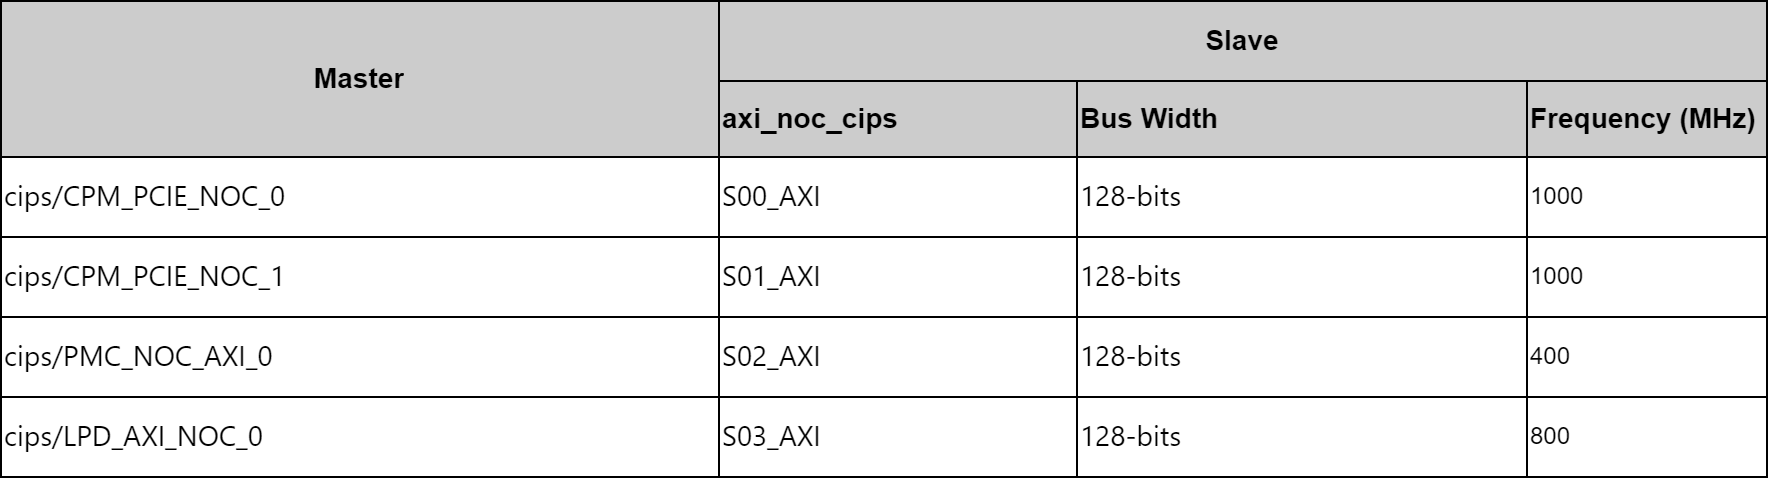 Master
Slave
axi_noc_cips Bus Width Frequency (MHz)
cips/CPM_PCIE_NOC_0 S00_AXI 128-bits 1000
cips/CPM_PCIE_NOC_1 S01_AXI 128-bits 1000
cips/PMC_NOC_AXI_0 S02_AXI 128-bits 400
cips/LPD_AXI_NOC_0 S03_AXI 128-bits 800